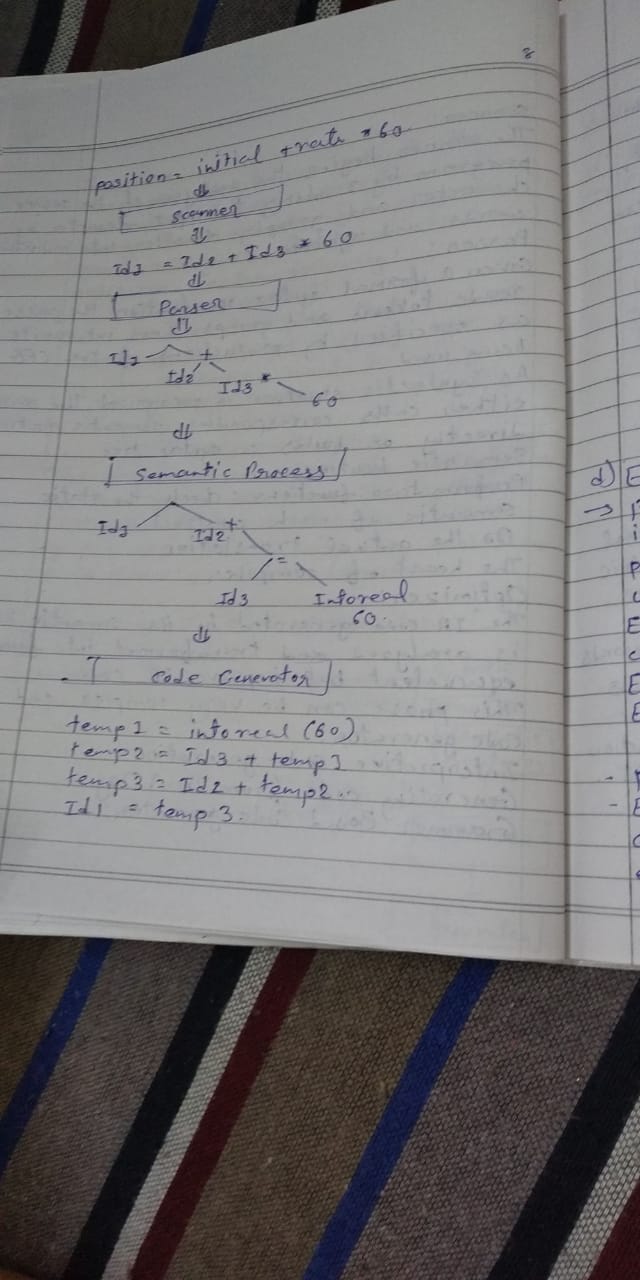 8
position = initial + rate * 60
Scanner
Id1 = Id2 + Id3 * 60
Parser
Id1 +
Id2 Id3 *
60
Semantic Process
Id1 Id2 +
=
Id3 Intoreal
60.
Code Generator
temp1 = intoreal (60)
temp2 = Id3 + temp1
temp3 = Id2 + temp2.
Id1 = temp3.
d) E